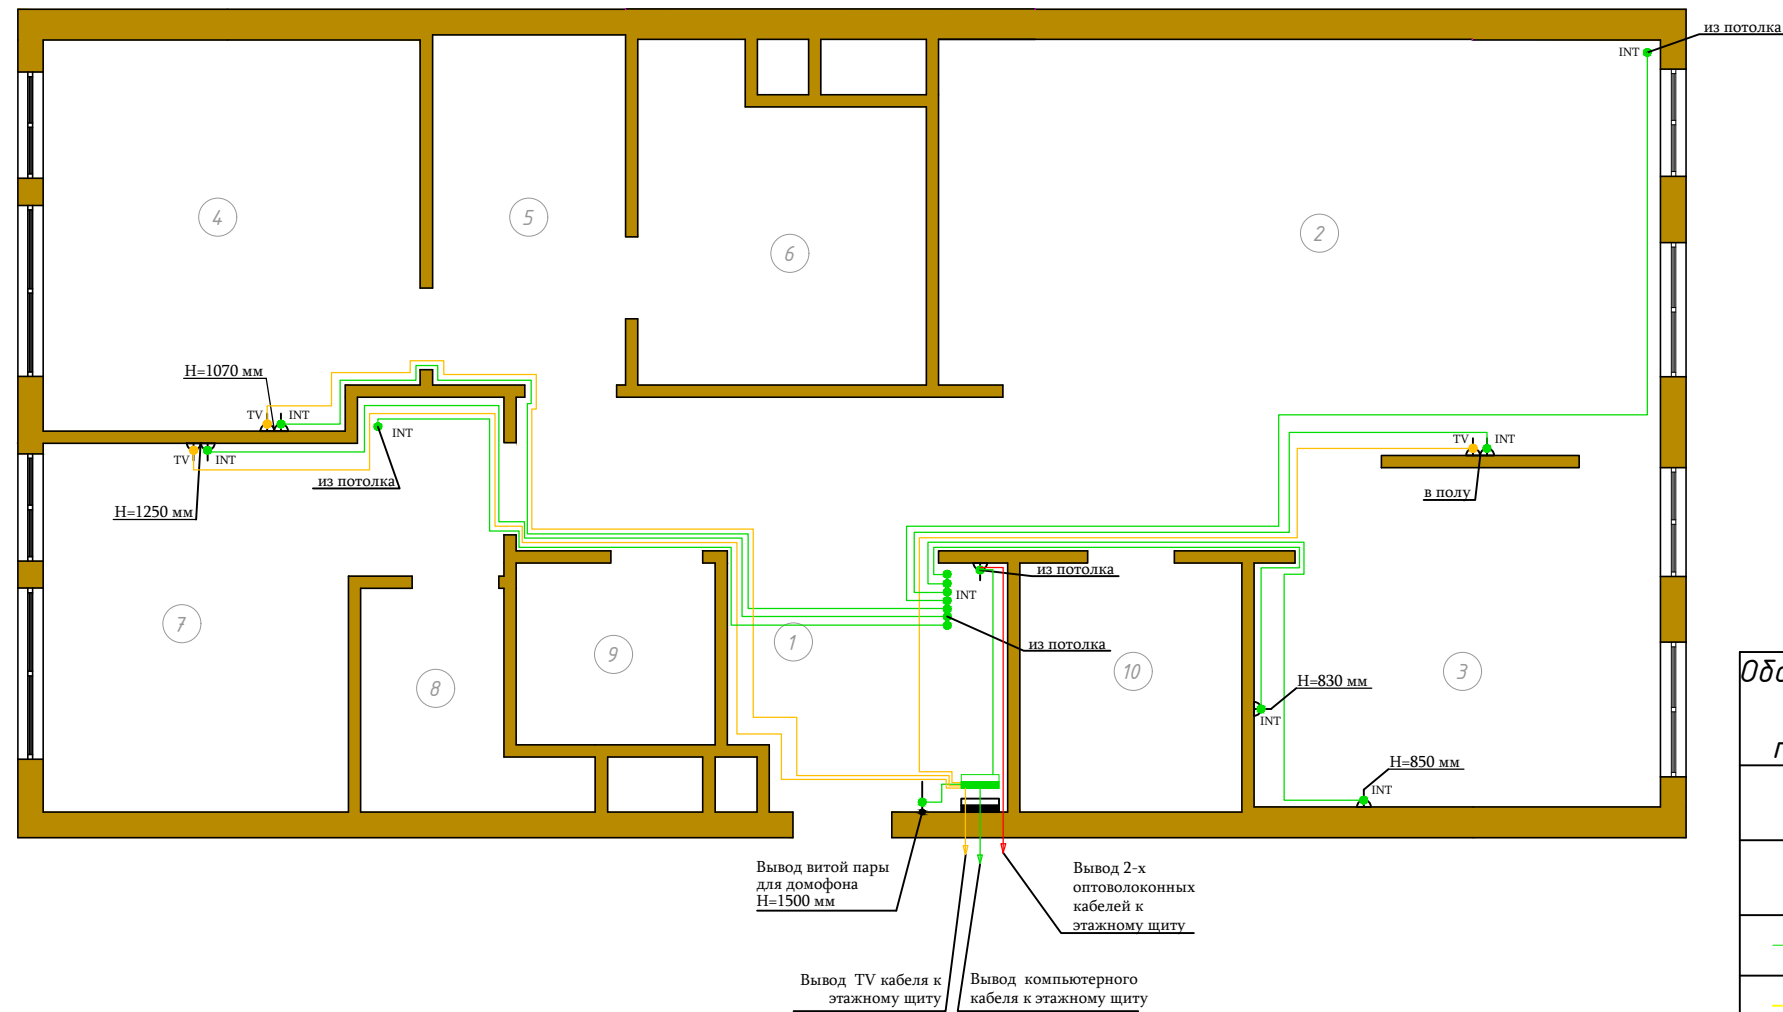 из потолка
INT
4
5
6
2
H=1070 мм
TV
INT
INT
TV
INT
из потолка
H=1250 мм
TV
INT
в полу
из потолка
INT
из потолка
7
8
9
1
10
3
H=830 мм
INT
H=850 мм
INT
Вывод витой пары
для домофона
H=1500 мм
Вывод 2-х
оптоволоконных
кабелей к
этажному щиту
Вывод TV кабеля к
этажному щиту
Вывод компьютерного
кабеля к этажному щиту